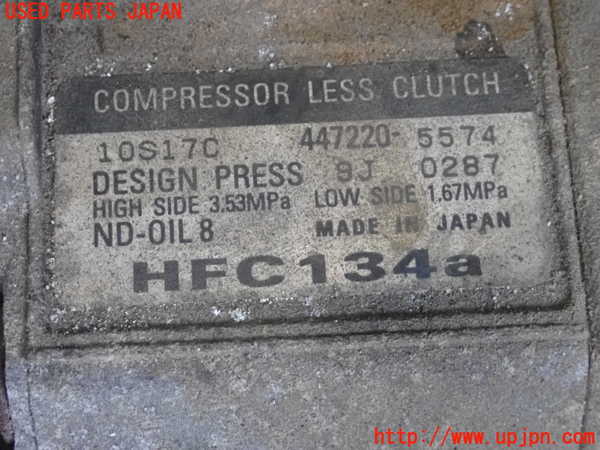 USED PARTS JAPAN
COMPRESSOR LESS CLUTCH
10S17C 447220-5574
DESIGN PRESS 9J 0287
HIGH SIDE 3.53MPa LOW SIDE 1.67MPa
ND-OIL 8 MADE IN JAPAN
HFC134a
http://www.upjpn.com/